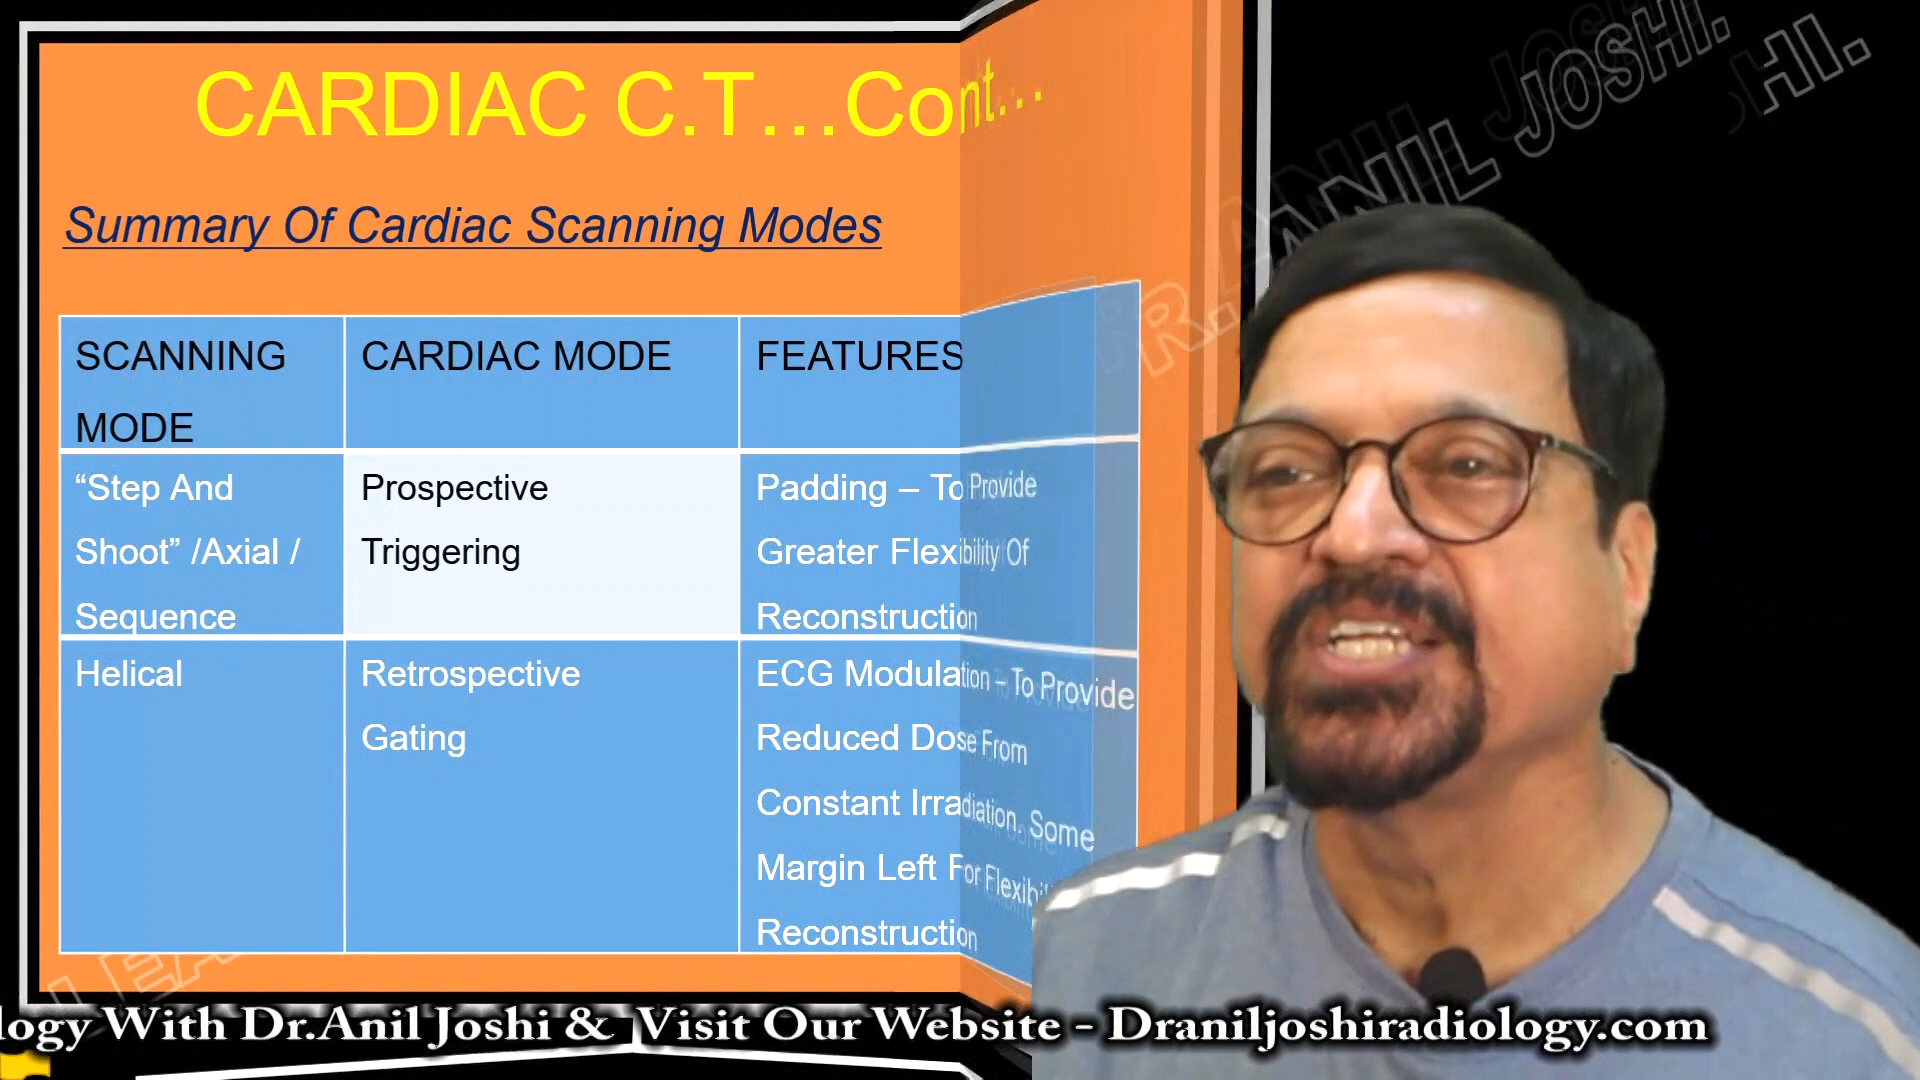 CARDIAC C.T…Cont…
Summary Of Cardiac Scanning Modes
SCANNING MODE
CARDIAC MODE
FEATURES
“Step And
Shoot” /Axial /
Sequence
Prospective
Triggering
Padding – To Provide
Greater Flexibility Of
Reconstruction
Helical
Retrospective
Gating
ECG Modulation – To Provide
Reduced Dose From
Constant Irradiation. Some
Margin Left For
Reconstruction
ANIL JOSHI.
HI.
logy With Dr.Anil Joshi & Visit Our Website - Draniljoshiradiology.com